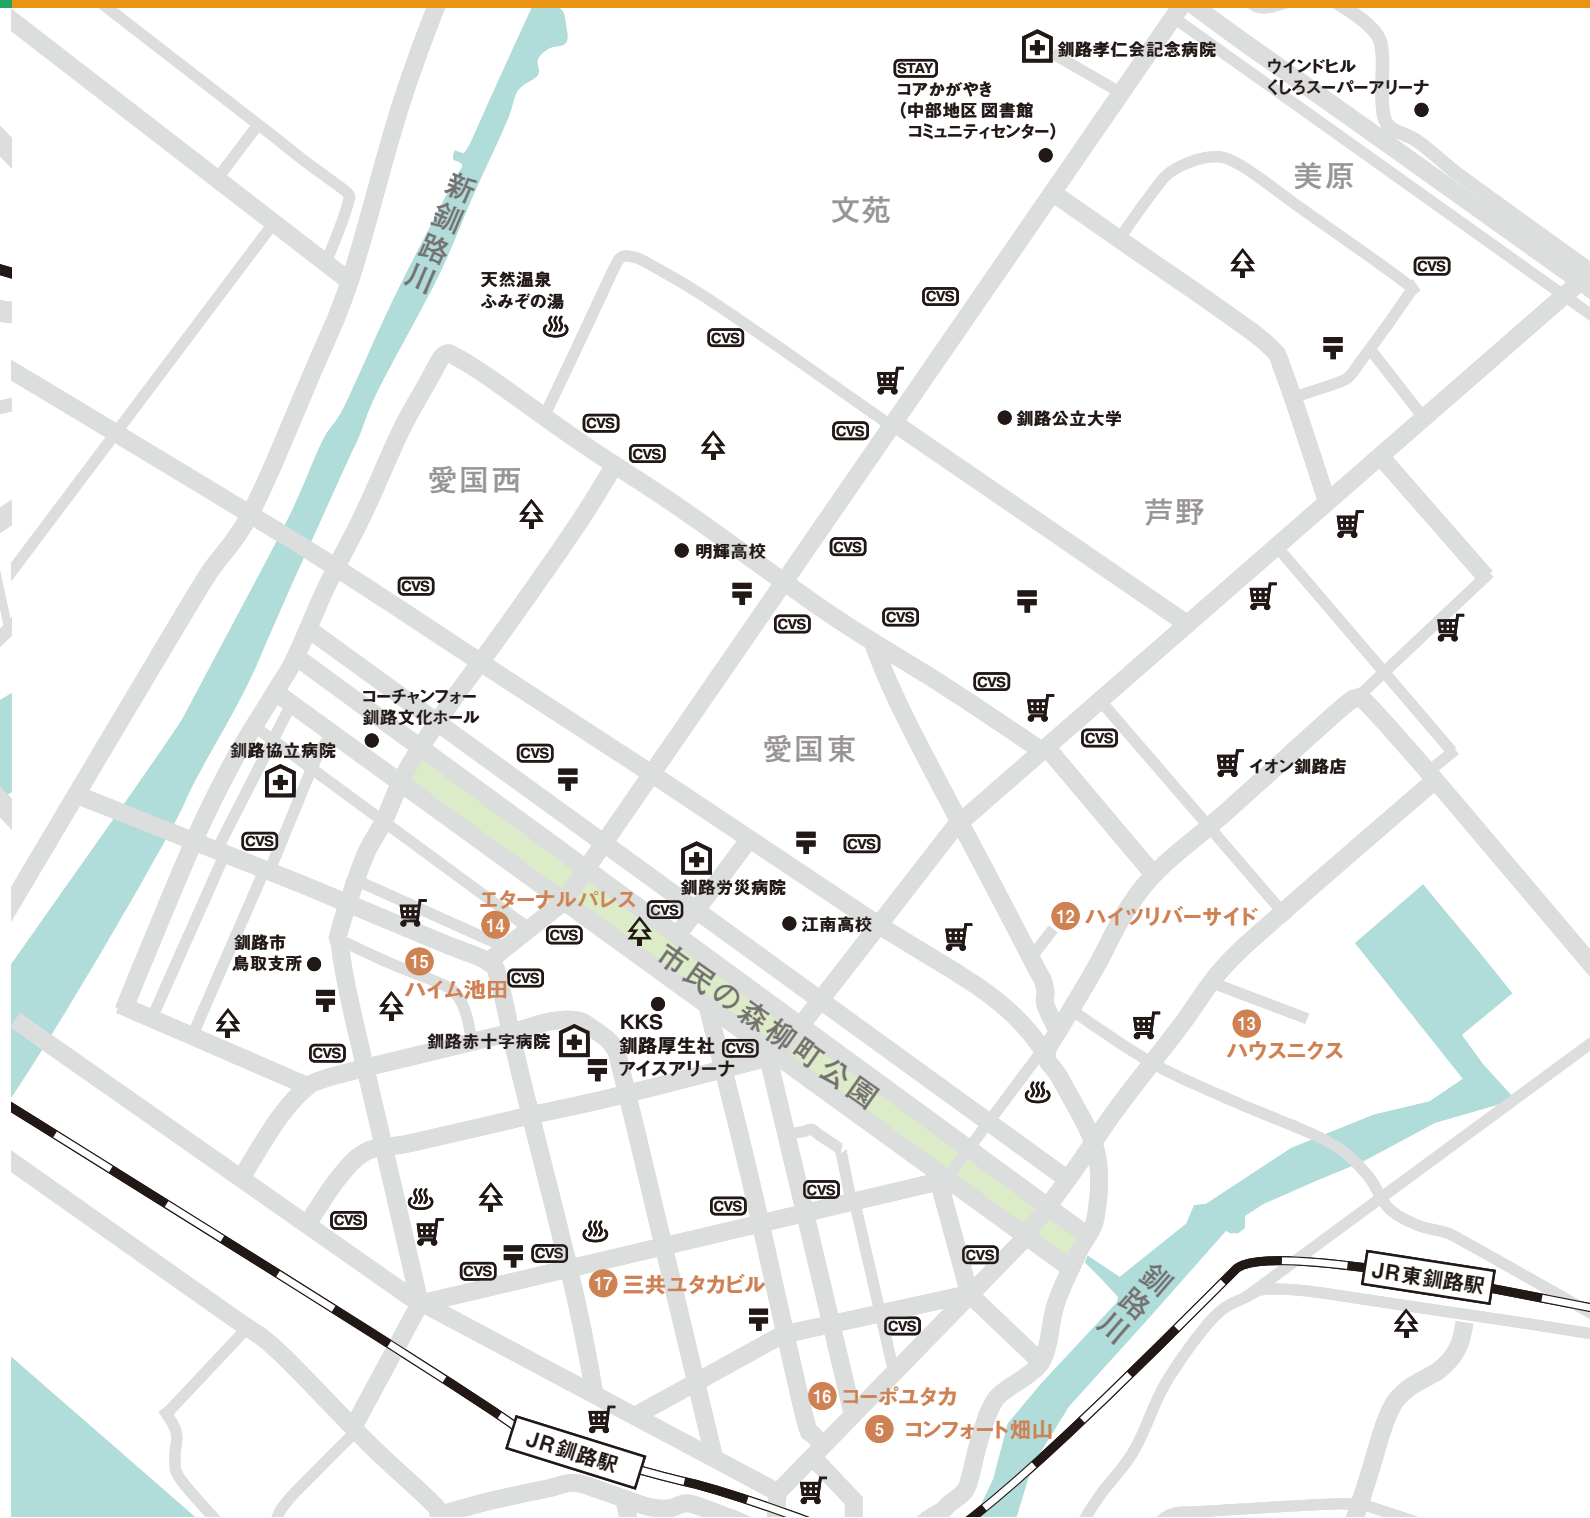 釧路孝仁会記念病院
STAY
コアかがやき
（中部地区 図書館
コミュニティセンター）
ウインドヒル
くしろスーパーアリーナ
美原
文苑
新釧路川
天然温泉
ふみぞの湯
CVS
CVS
CVS
釧路公立大学
CVS
CVS
CVS
愛国西
芦野
明輝高校
CVS
CVS
CVS
CVS
CVS
コーチャンフォー
釧路文化ホール
CVS
釧路協立病院
CVS
愛国東
イオン釧路店
CVS
CVS
釧路労災病院
エターナルパレス
14
CVS
CVS
江南高校
12 ハイツリバーサイド
釧路市
鳥取支所
15
ハイム池田
CVS
市民の森柳町公園
KKS
釧路厚生社
アイスアリーナ
CVS
釧路赤十字病院
CVS
13
ハウスニクス
CVS
CVS
CVS
CVS
CVS
CVS
17 三共ユタカビル
釧路川
JR東釧路駅
CVS
16 コーポユタカ
5 コンフォート畑山
JR釧路駅